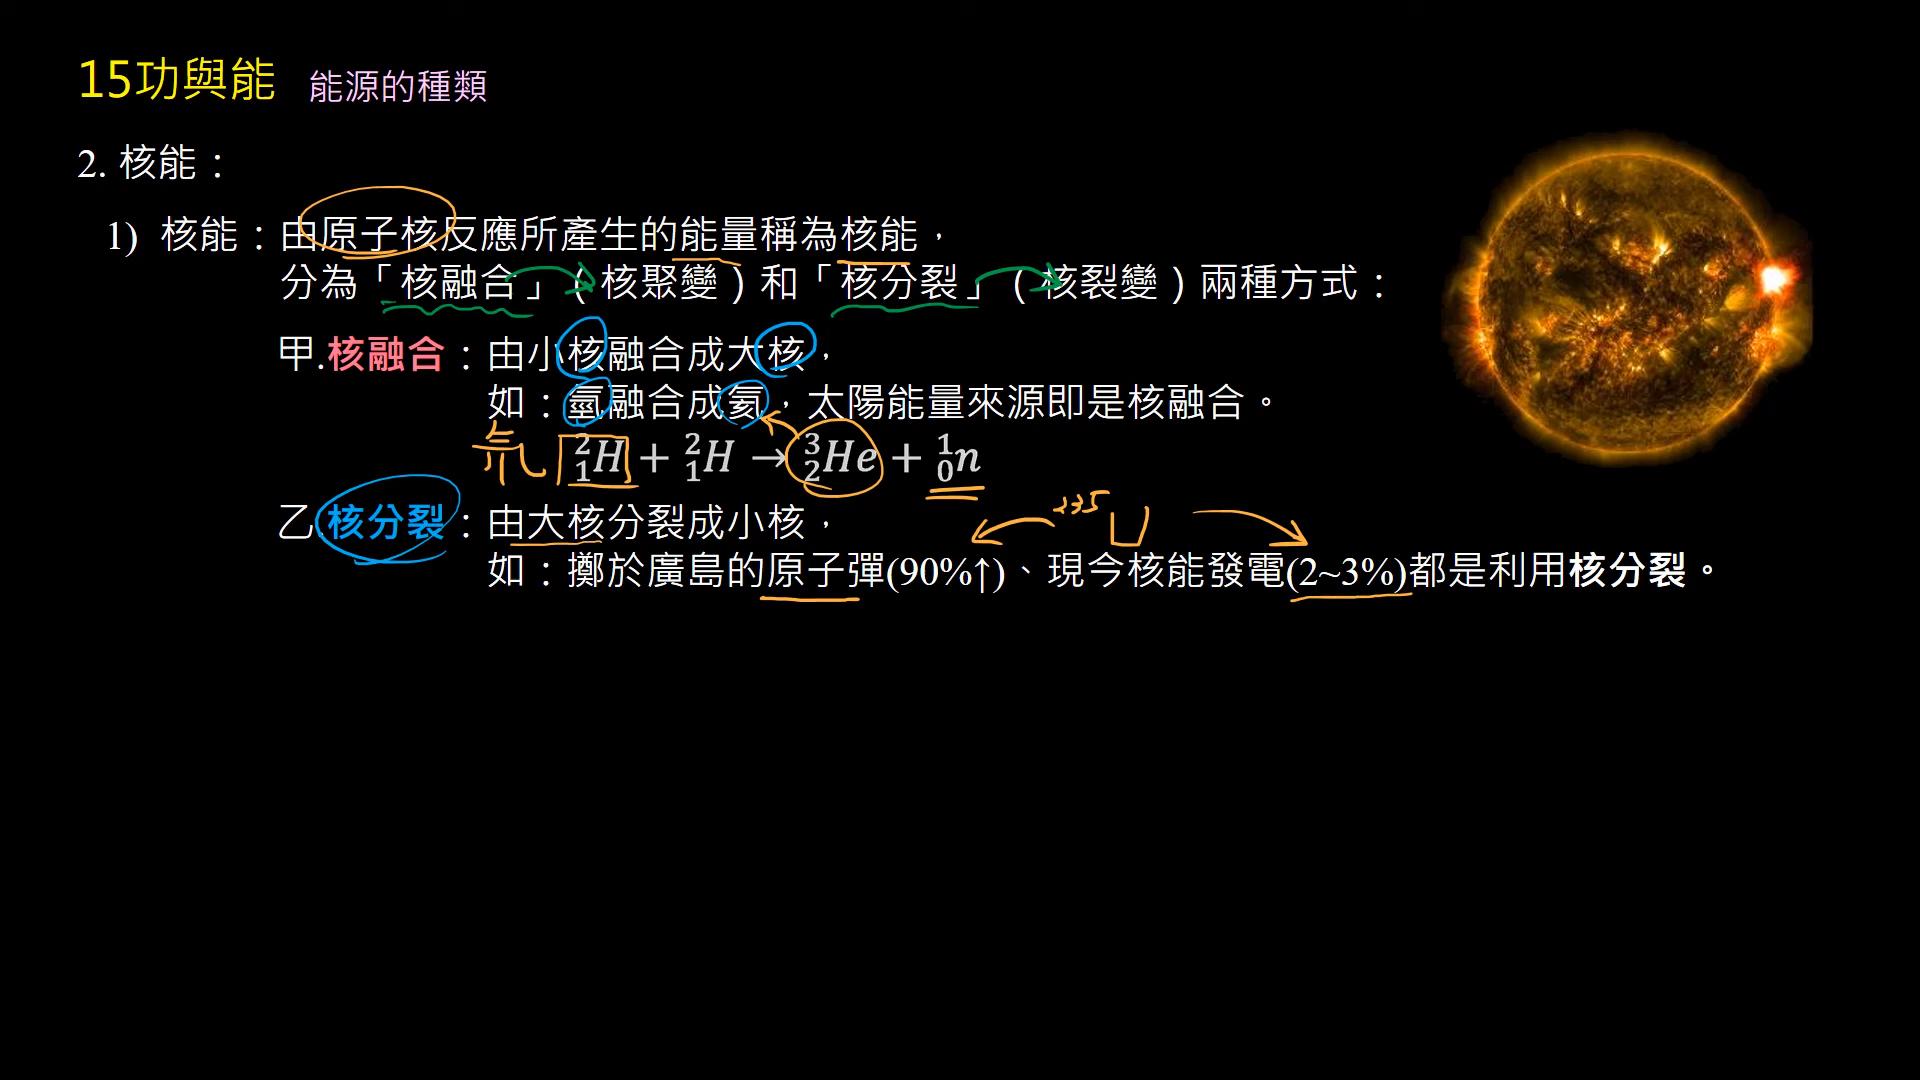 15功與能 能源的種類
2. 核能：
1) 核能：由原子核反應所產生的能量稱為核能，
分為「核融合」（核聚變）和「核分裂」（核裂變）兩種方式：
甲.核融合：由小核融合成大核，
如：氫融合成氦，太陽能量來源即是核融合。
²₁H + ²₁H → ³₂He + ¹₀n
235 U
乙.核分裂：由大核分裂成小核，
如：擲於廣島的原子彈(90%↑)、現今核能發電(2~3%)都是利用核分裂。